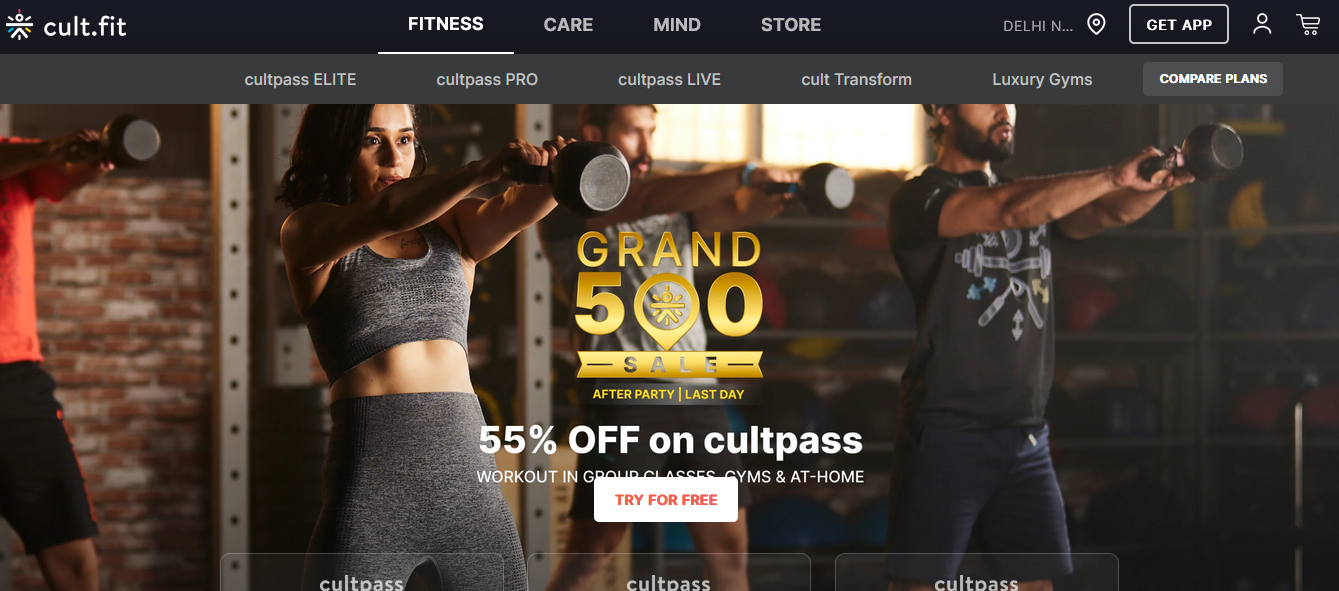 cult.fit
FITNESS
CARE
MIND
STORE
DELHI N...
GET APP
cultpass ELITE
cultpass PRO
cultpass LIVE
cult Transform
Luxury Gyms
COMPARE PLANS
GRAND
500
SALE
AFTER PARTY | LAST DAY
55% OFF on cultpass
WORKOUT IN GROUP CLASSES, GYMS & AT-HOME
TRY FOR FREE
cultpass
cultpass
cultpass